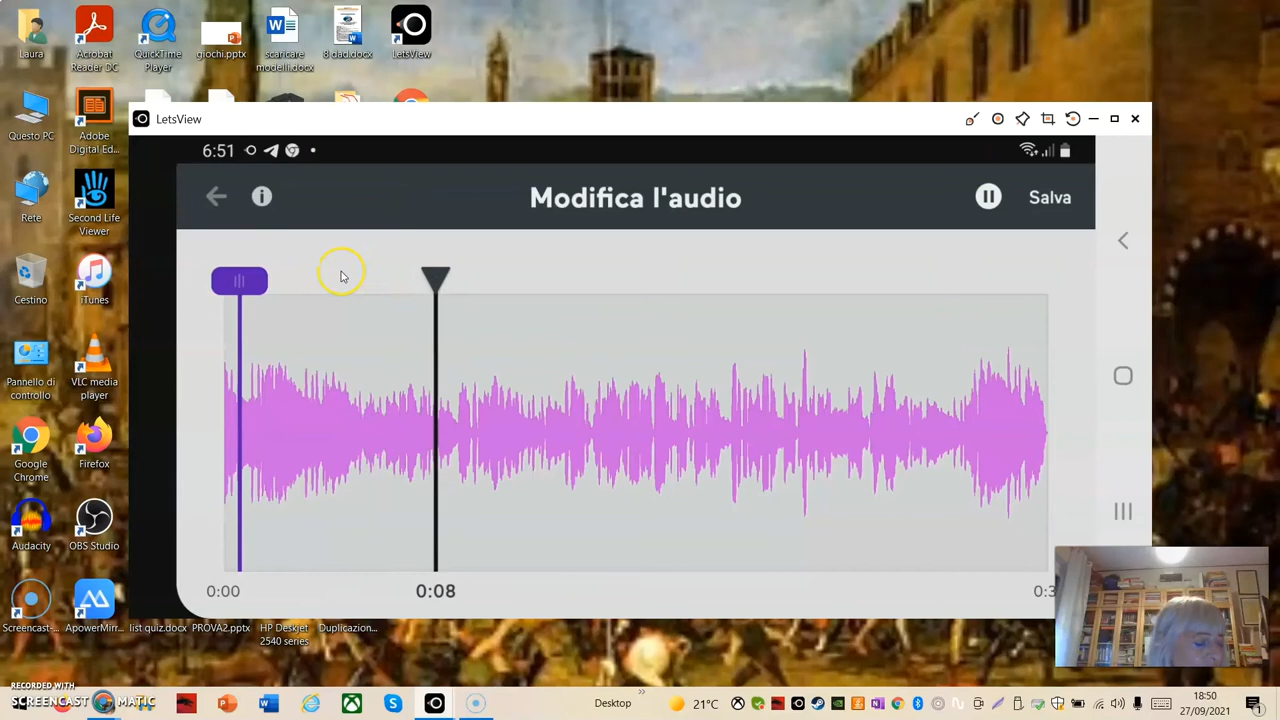 Laura
Acrobat
Reader DC
QuickTime
Player
giochi.pptx
scaricare
modelli.docx
8 dad.docx
LetsView
Questo PC
Adobe
Digital Ed...
Rete
Second Life
Viewer
Cestino
iTunes
Pannello di
controllo
VLC media
player
Google
Chrome
Firefox
Audacity
OBS Studio
Screencast-...
ApowerMirr...
list quiz.docx
PROVA2.pptx
HP Deskjet
2540 series
Duplicazion...
LetsView
6:51
Modifica l'audio
Salva
0:00
0:08
0:3
RECORDED WITH
SCREENCAST MATIC
Desktop
21°C
18:50
27/09/2021
1